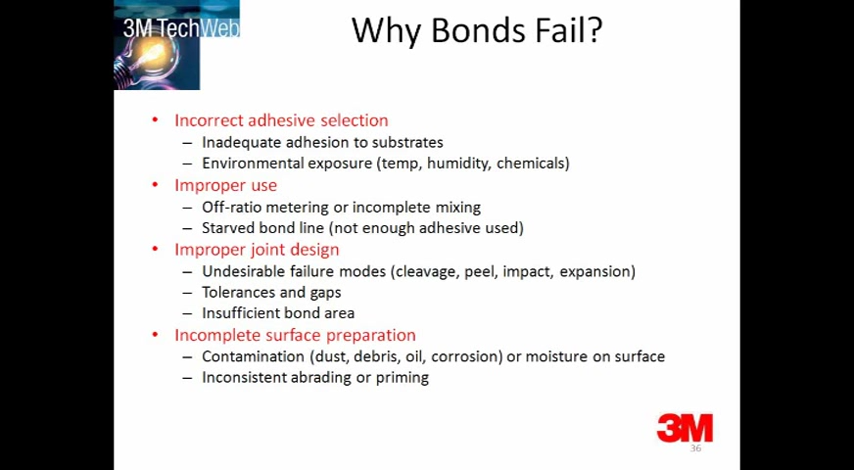 3M TechWeb
Why Bonds Fail?
• Incorrect adhesive selection
– Inadequate adhesion to substrates
– Environmental exposure (temp, humidity, chemicals)
• Improper use
– Off-ratio metering or incomplete mixing
– Starved bond line (not enough adhesive used)
• Improper joint design
– Undesirable failure modes (cleavage, peel, impact, expansion)
– Tolerances and gaps
– Insufficient bond area
• Incomplete surface preparation
– Contamination (dust, debris, oil, corrosion) or moisture on surface
– Inconsistent abrading or priming
3M
36